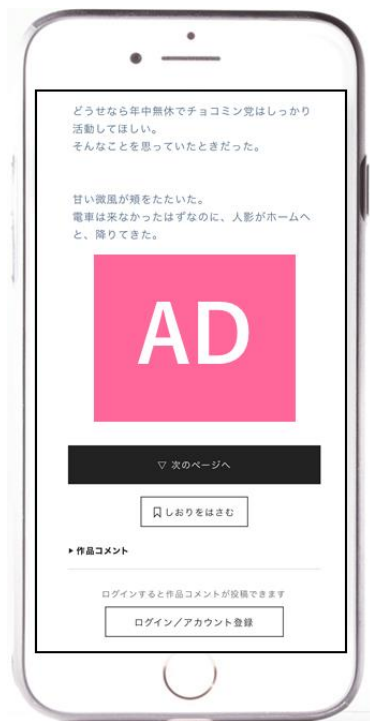 どうせなら年中無休でチョコミン党はしっかり
活動してほしい。
そんなことを思っていたときだった。
甘い微風が頬をたたいた。
電車は来なかったはずなのに、人影がホームへ
と、降りてきた。
AD
▽ 次のページへ
しおりをはさむ
▶ 作品コメント
ログインすると作品コメントが投稿できます
ログイン／アカウント登録